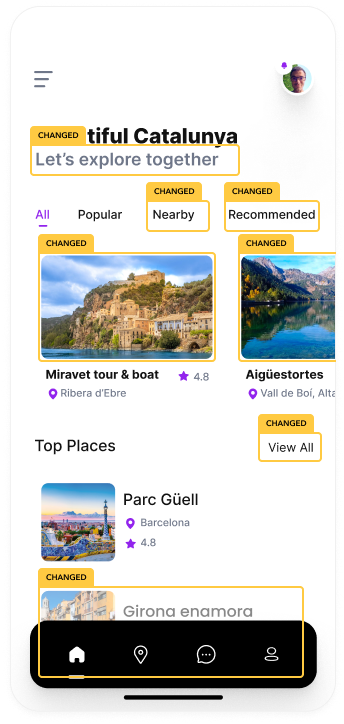 CHANGED
tiful Catalunya
Let's explore together
CHANGED
CHANGED
All
Popular
Nearby
Recommended
CHANGED
CHANGED
Miravet tour & boat
4.8
Aigüestortes
Ribera d'Ebre
Vall de Boí, Alta
CHANGED
Top Places
View All
Parc Güell
Barcelona
4.8
CHANGED
Girona enamora